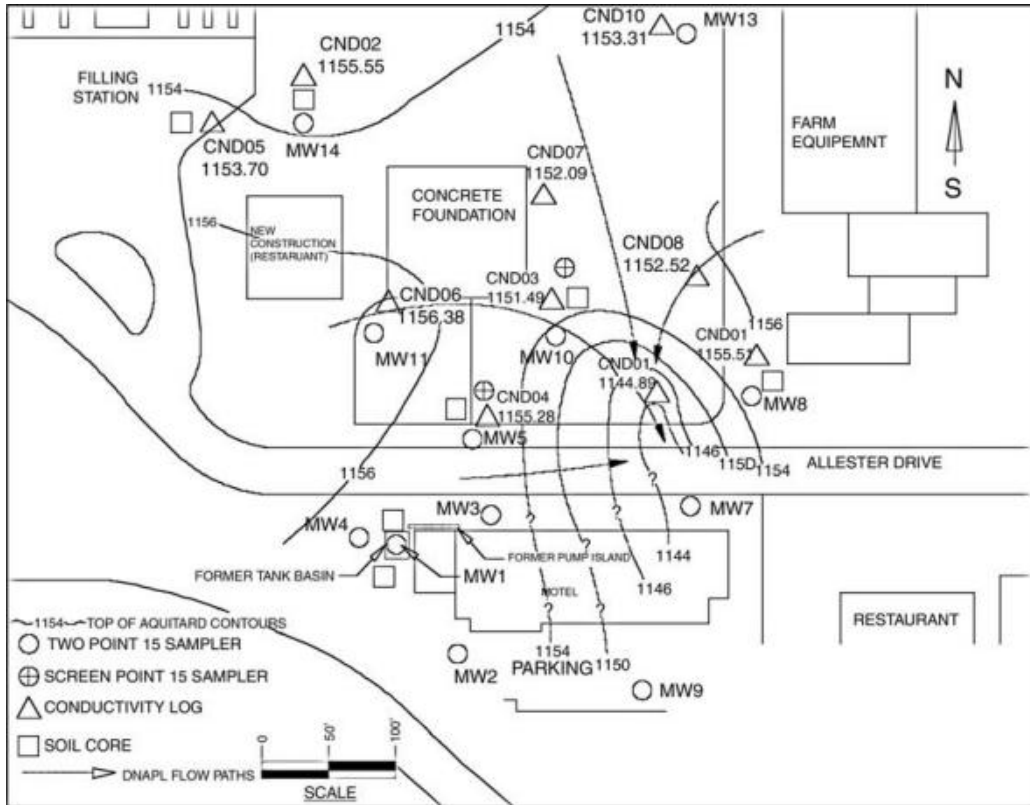 1154
CND10
1153.31
MW13
CND02
1155.55
FILLING
STATION
1154
CND05
1153.70
MW14
FARM
EQUIPEMNT
N
S
CND07
1152.09
CONCRETE
FOUNDATION
1156
NEW
CONSTRUCTION
(RESTARUANT)
CND08
1152.52
CND03
1151.49
CND06
1156.38
1156
MW11
MW10
CND01
1155.51
CND01
1144.89
MW8
CND04
1155.28
MW5
1146
115D
1154
ALLESTER DRIVE
1156
?
?
MW3
MW7
MW4
?
1144
FORMER PUMP ISLAND
FORMER TANK BASIN
MW1
1146
MOTEL
?
?
1154
PARKING
1150
RESTAURANT
MW2
MW9
1154 TOP OF AQUITARD CONTOURS
TWO POINT 15 SAMPLER
SCREEN POINT 15 SAMPLER
CONDUCTIVITY LOG
SOIL CORE
DNAPL FLOW PATHS
0
50'
100'
SCALE